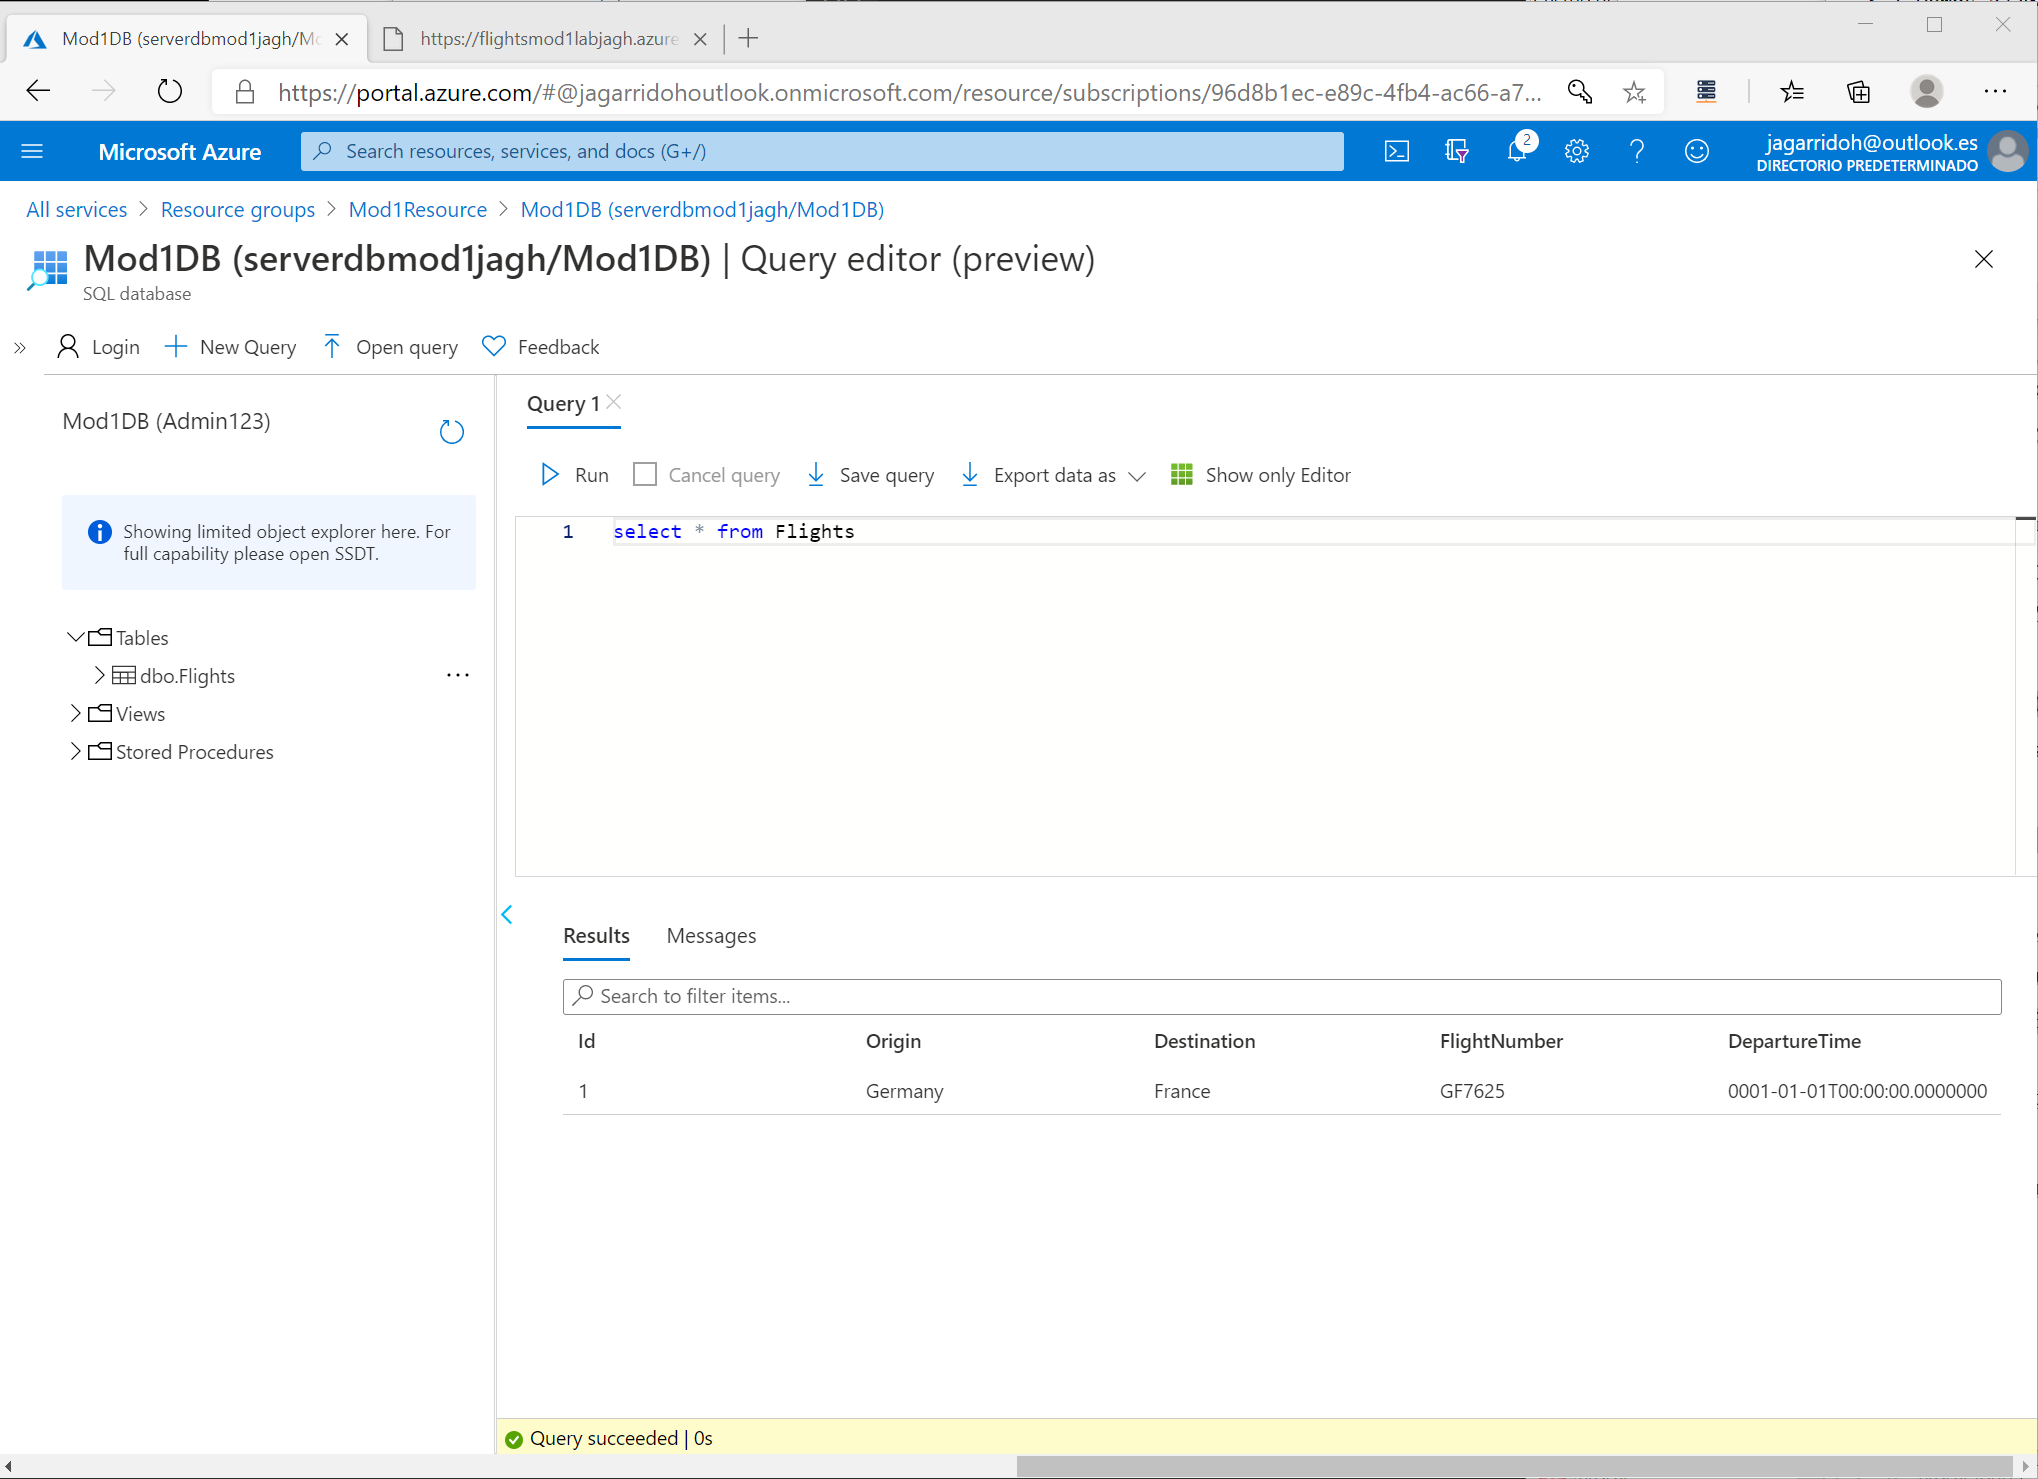 Mod1DB (serverdbmod1jagh/Mo
https://flightsmod1labjagh.azure
https://portal.azure.com/#@jagarridohoutlook.onmicrosoft.com/resource/subscriptions/96d8b1ec-e89c-4fb4-ac66-a7...
Microsoft Azure
Search resources, services, and docs (G+/)
2
jagarridoh@outlook.es
DIRECTORIO PREDETERMINADO
All services > Resource groups > Mod1Resource > Mod1DB (serverdbmod1jagh/Mod1DB)
Mod1DB (serverdbmod1jagh/Mod1DB) | Query editor (preview)
SQL database
Login
New Query
Open query
Feedback
Mod1DB (Admin123)
Showing limited object explorer here. For
full capability please open SSDT.
Tables
dbo.Flights
Views
Stored Procedures
Query 1
Run
Cancel query
Save query
Export data as
Show only Editor
1 select * from Flights
Results Messages
Search to filter items...
Id Origin Destination FlightNumber DepartureTime
1 Germany France GF7625 0001-01-01T00:00:00.0000000
Query succeeded | 0s